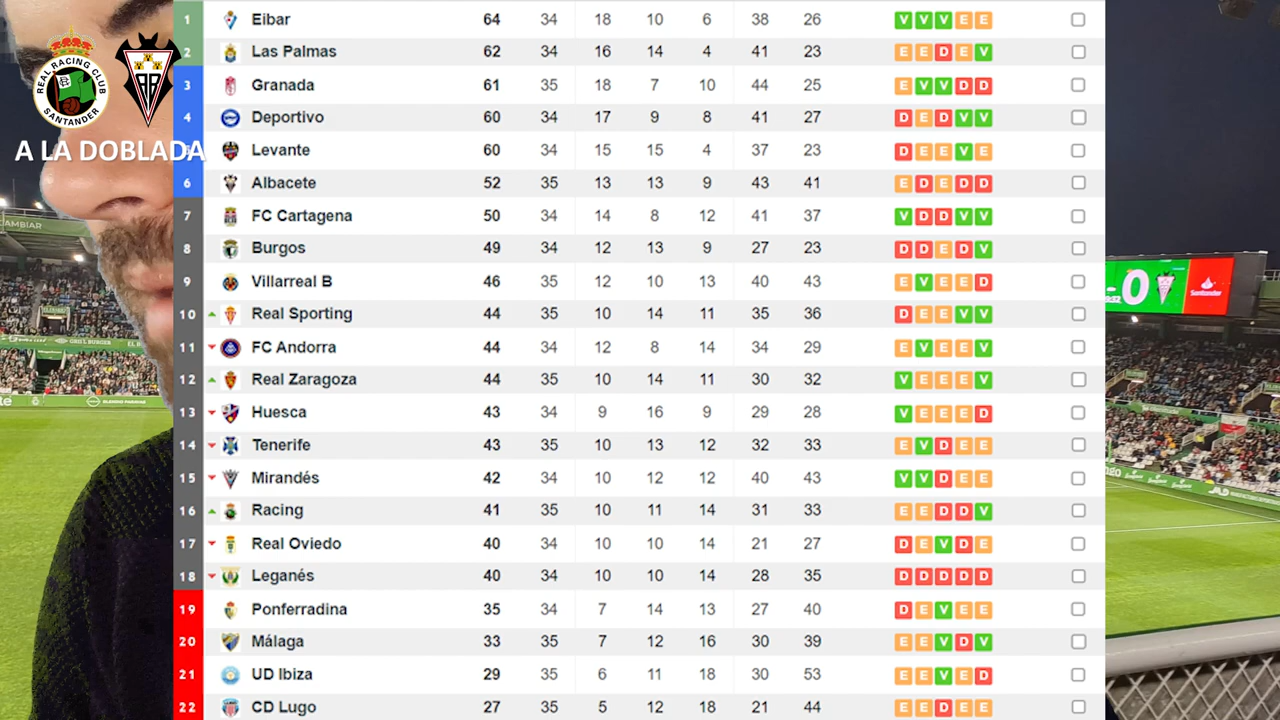 REAL RACING CLUB
SANTANDER
A LA DOBLADA
1 Eibar 64 34 18 10 6 38 26 V V V E E
2 Las Palmas 62 34 16 14 4 41 23 E E D E V
3 Granada 61 35 18 7 10 44 25 E V V D D
4 Deportivo 60 34 17 9 8 41 27 D E D V V
Levante 60 34 15 15 4 37 23 D E E V E
6 Albacete 52 35 13 13 9 43 41 E D E D D
7 FC Cartagena 50 34 14 8 12 41 37 V D D V V
8 Burgos 49 34 12 13 9 27 23 D D E D V
9 Villarreal B 46 35 12 10 13 40 43 E V E E D
10 Real Sporting 44 35 10 14 11 35 36 D E E V V
11 FC Andorra 44 34 12 8 14 34 29 E V E E V
12 Real Zaragoza 44 35 10 14 11 30 32 V E E E V
13 Huesca 43 34 9 16 9 29 28 V E E E D
14 Tenerife 43 35 10 13 12 32 33 E V D E E
15 Mirandés 42 34 10 12 12 40 43 V V D E E
16 Racing 41 35 10 11 14 31 33 E E D D V
17 Real Oviedo 40 34 10 10 14 21 27 D E V D E
18 Leganés 40 34 10 10 14 28 35 D D D D D
19 Ponferradina 35 34 7 14 13 27 40 D E V E E
20 Málaga 33 35 7 12 16 30 39 E E V D V
21 UD Ibiza 29 35 6 11 18 30 53 E E V E D
22 CD Lugo 27 35 5 12 18 21 44 E E D E E
0
Santander